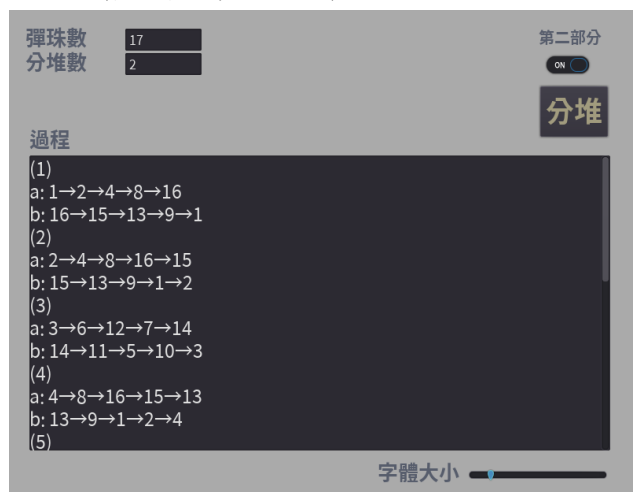 彈珠數 17
分堆數 2
第二部分
ON
分堆
過程
(1)
a: 1→2→4→8→16
b: 16→15→13→9→1
(2)
a: 2→4→8→16→15
b: 15→13→9→1→2
(3)
a: 3→6→12→7→14
b: 14→11→5→10→3
(4)
a: 4→8→16→15→13
b: 13→9→1→2→4
(5)
字體大小